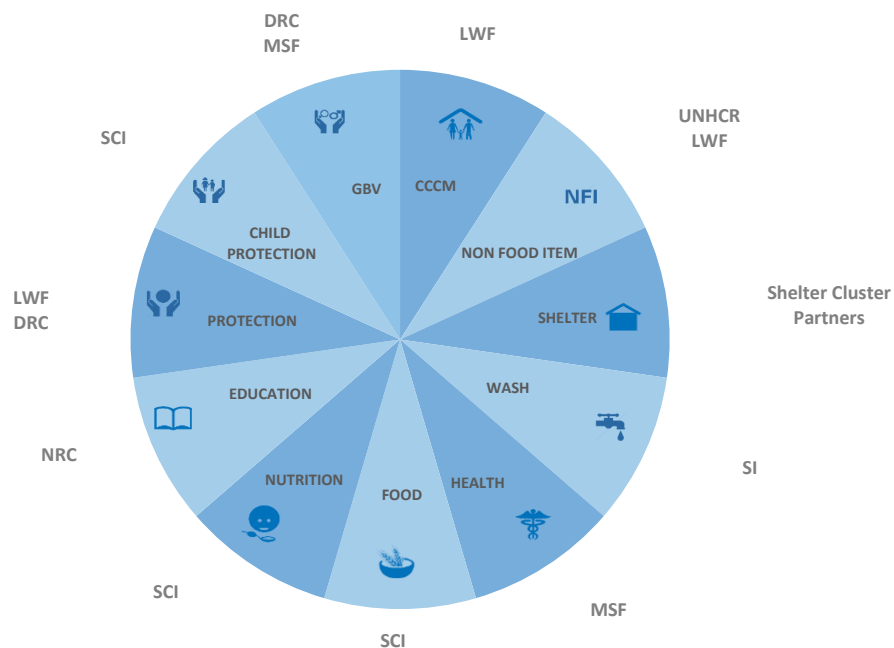 DRC
MSF
LWF
UNHCR
LWF
SCI
GBV
CCCM
NFI
CHILD
PROTECTION
NON FOOD ITEM
LWF
DRC
PROTECTION
SHELTER
Shelter Cluster
Partners
EDUCATION
WASH
NRC
SI
NUTRITION
FOOD
HEALTH
SCI
SCI
MSF